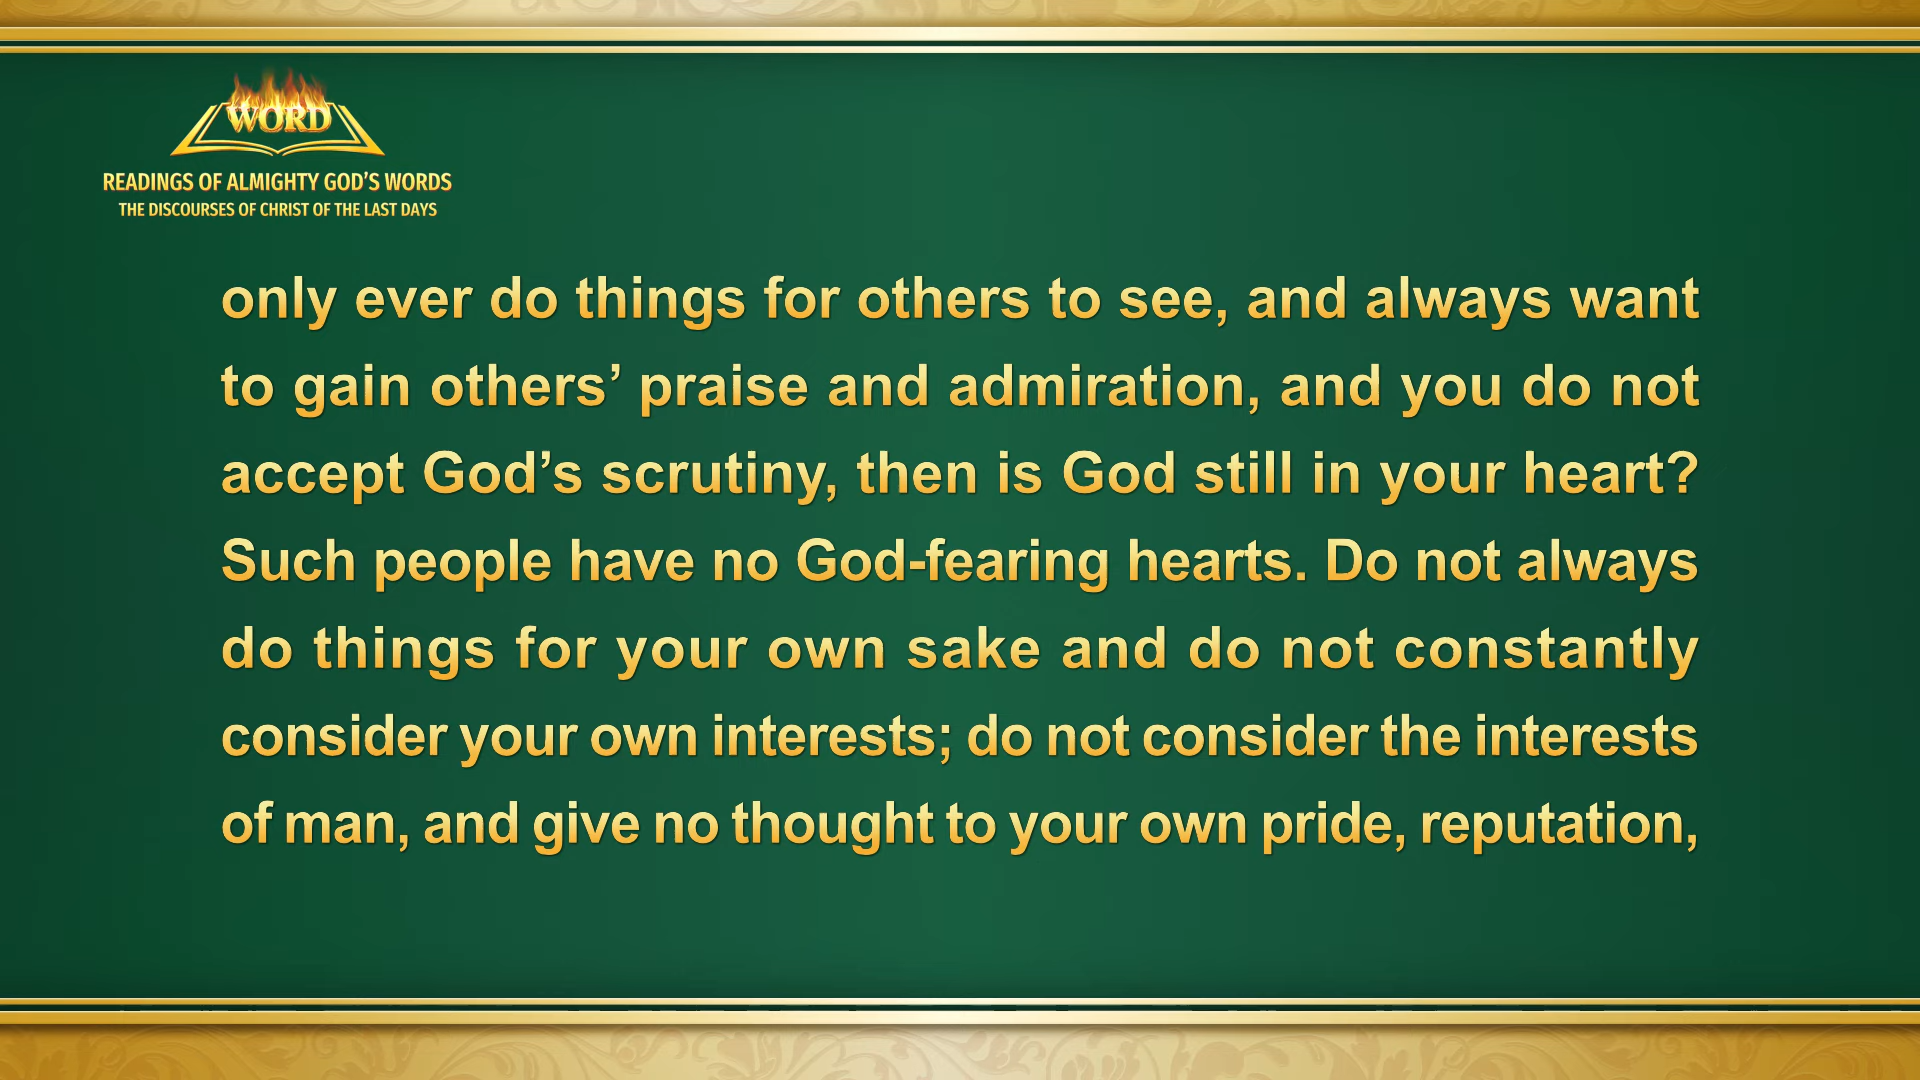 WORD
READINGS OF ALMIGHTY GOD’S WORDS
THE DISCOURSES OF CHRIST OF THE LAST DAYS
only ever do things for others to see, and always want
to gain others’ praise and admiration, and you do not
accept God’s scrutiny, then is God still in your heart?
Such people have no God-fearing hearts. Do not always
do things for your own sake and do not constantly
consider your own interests; do not consider the interests
of man, and give no thought to your own pride, reputation,